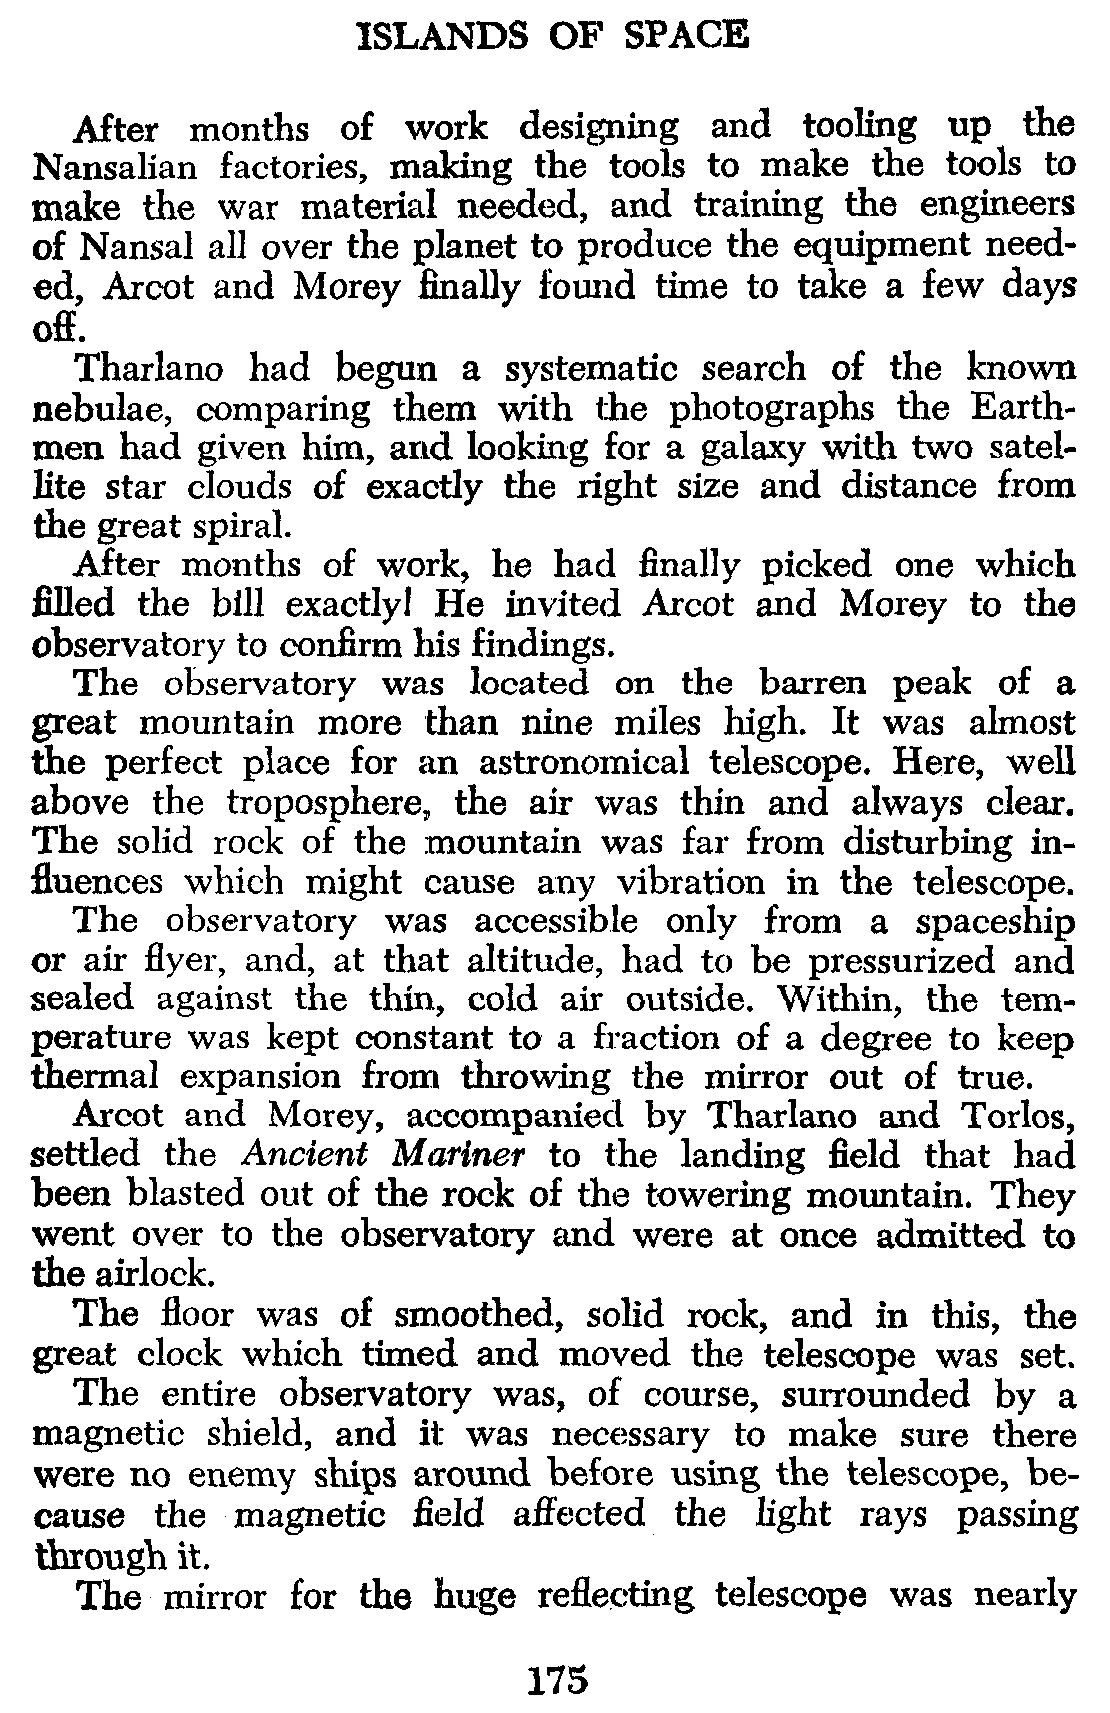 ISLANDS OF SPACE
After months of work designing and tooling up the
Nansalian factories, making the tools to make the tools to
make the war material needed, and training the engineers
of Nansal all over the planet to produce the equipment need-
ed, Arcot and Morey finally found time to take a few days
off.
Tharlano had begun a systematic search of the known
nebulae, comparing them with the photographs the Earth-
men had given him, and looking for a galaxy with two satel-
lite star clouds of exactly the right size and distance from
the great spiral.
After months of work, he had finally picked one which
filled the bill exactly! He invited Arcot and Morey to the
observatory to confirm his findings.
The observatory was located on the barren peak of a
great mountain more than nine miles high. It was almost
the perfect place for an astronomical telescope. Here, well
above the troposphere, the air was thin and always clear.
The solid rock of the mountain was far from disturbing in-
fluences which might cause any vibration in the telescope.
The observatory was accessible only from a spaceship
or air flyer, and, at that altitude, had to be pressurized and
sealed against the thin, cold air outside. Within, the tem-
perature was kept constant to a fraction of a degree to keep
thermal expansion from throwing the mirror out of true.
Arcot and Morey, accompanied by Tharlano and Torlos,
settled the Ancient Mariner to the landing field that had
been blasted out of the rock of the towering mountain. They
went over to the observatory and were at once admitted to
the airlock.
The floor was of smoothed, solid rock, and in this, the
great clock which timed and moved the telescope was set.
The entire observatory was, of course, surrounded by a
magnetic shield, and it was necessary to make sure there
were no enemy ships around before using the telescope, be-
cause the magnetic field affected the light rays passing
through it.
The mirror for the huge reflecting telescope was nearly
175